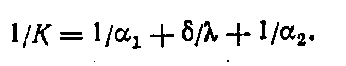 1/K = 1/α₁ + δ/λ + 1/α₂.